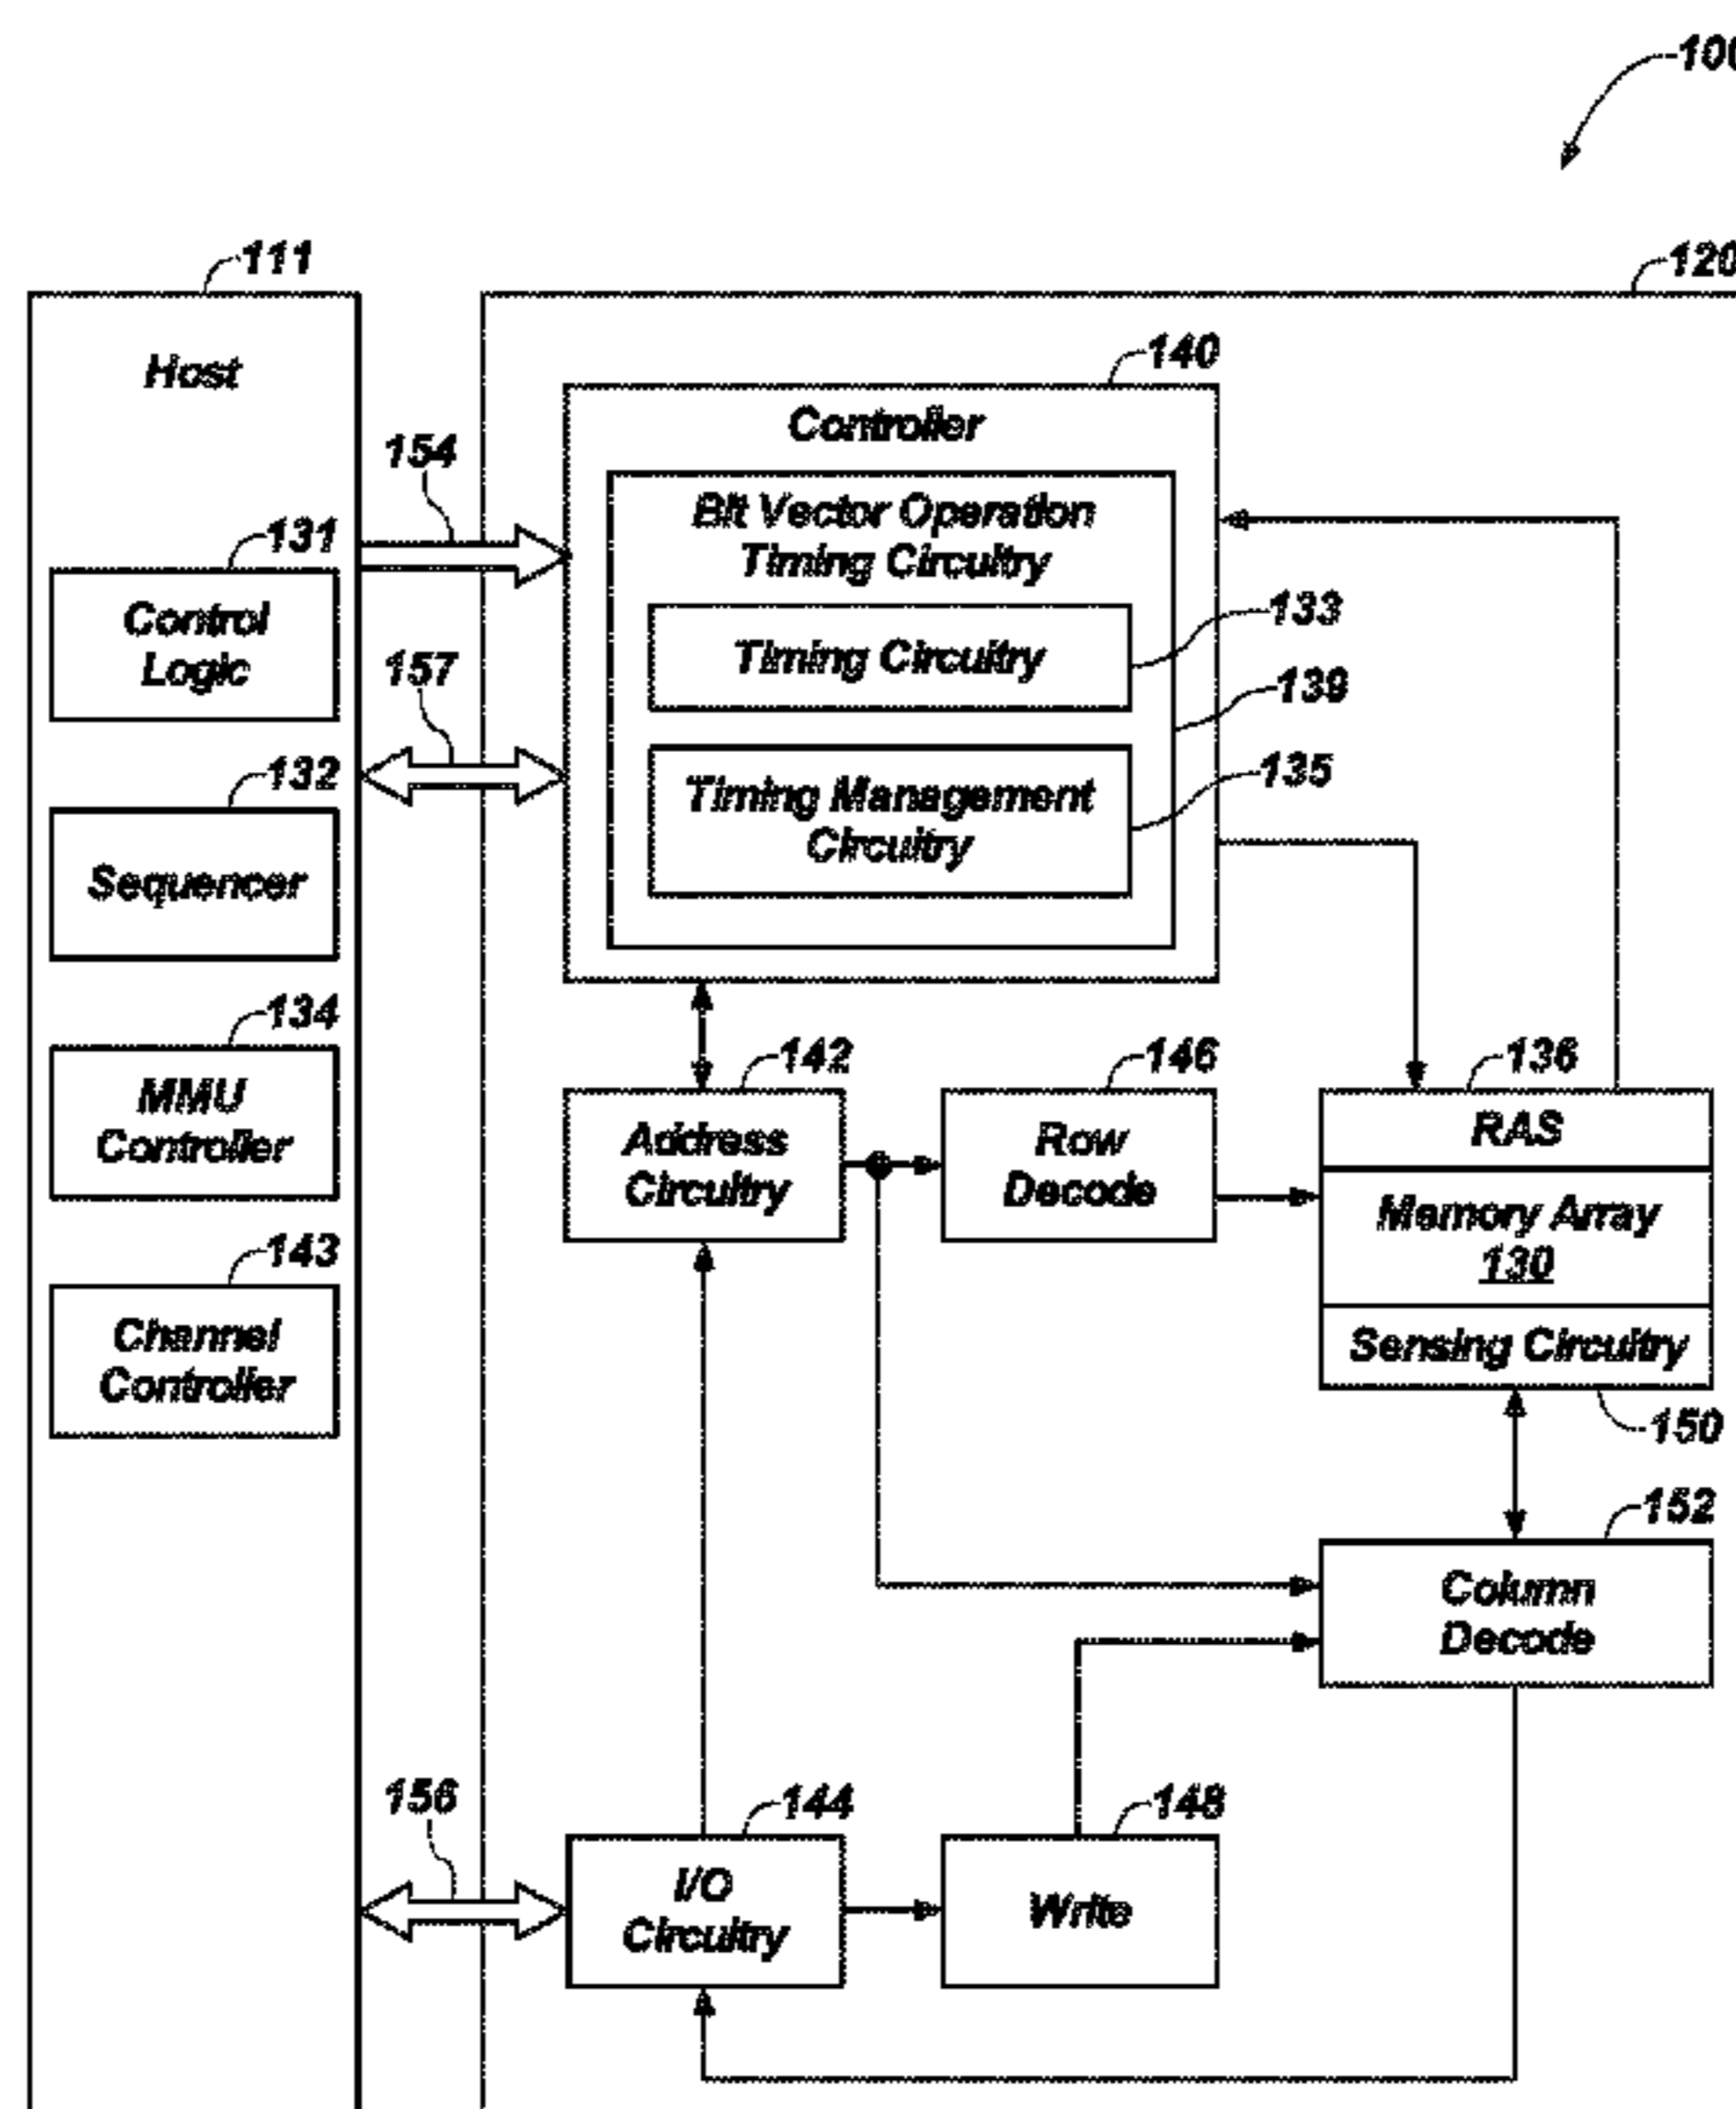 100
111
120
Host
140
Controller
154
Bit Vector Operation
Timing Circuitry
131
Control
Logic
133
Timing Circuitry
157
139
132
Sequencer
135
Timing Management
Circuitry
134
MMU
Controller
142
Address
Circuitry
146
Row
Decode
136
RAS
Memory Array
130
Sensing Circuitry
150
143
Channel
Controller
152
Column
Decode
156
144
I/O
Circuitry
148
Write